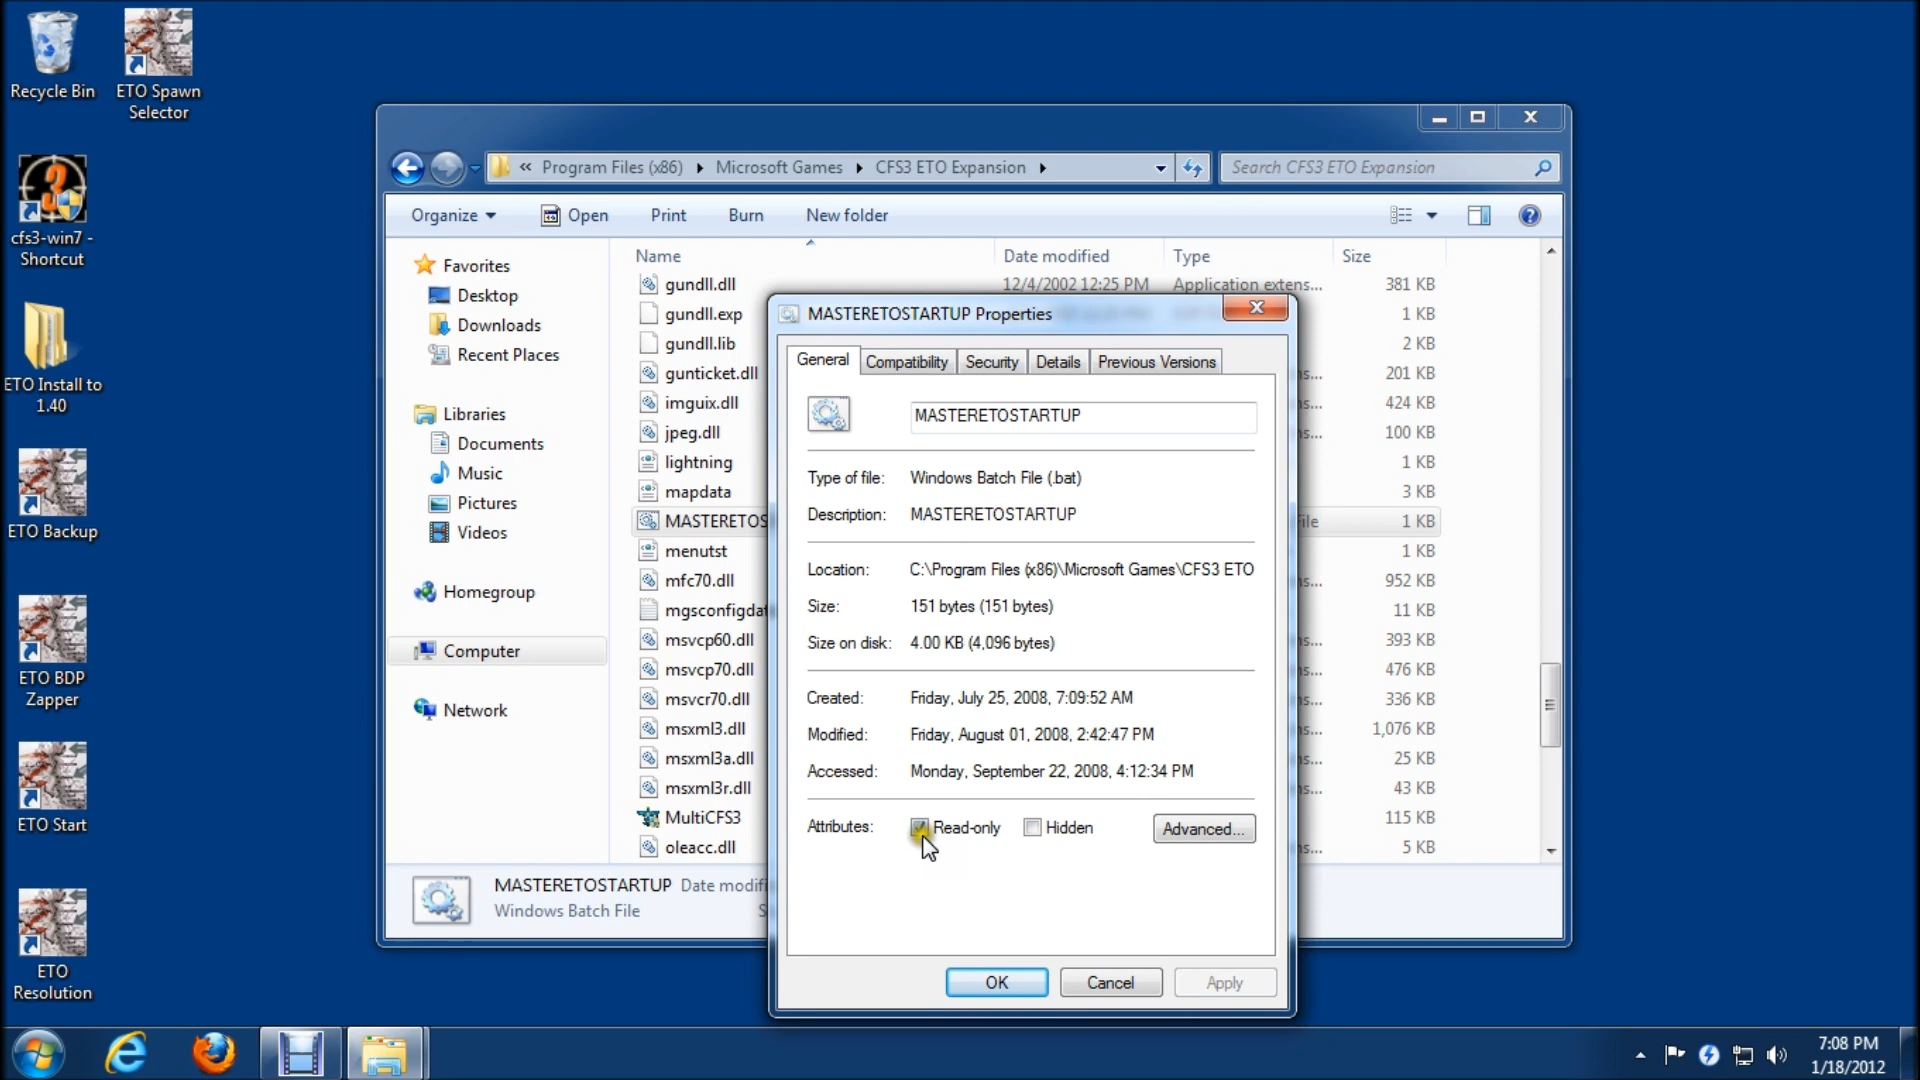 Recycle Bin
ETO Spawn
Selector
cfs3-win7 -
Shortcut
ETO Install to
1.40
ETO Backup
ETO BDP
Zapper
ETO Start
ETO
Resolution
« Program Files (x86) Microsoft Games CFS3 ETO Expansion
Search CFS3 ETO Expansion
Organize Open Print Burn New folder
Favorites
Desktop
Downloads
Recent Places
Libraries
Documents
Music
Pictures
Videos
Homegroup
Computer
Network
Name Date modified Type Size
gundll.dll 12/4/2002 12:25 PM Application extens... 381 KB
gundll.exp 1 KB
gundll.lib 2 KB
gunticket.dll ns... 201 KB
imguix.dll ns... 424 KB
jpeg.dll ns... 100 KB
lightning 1 KB
mapdata 3 KB
MASTERETOS File 1 KB
menutst 1 KB
mfc70.dll ns... 952 KB
mgsconfigdat 11 KB
msvcp60.dll ns... 393 KB
msvcp70.dll ns... 476 KB
msvcr70.dll ns... 336 KB
msxml3.dll ns... 1,076 KB
msxml3a.dll ns... 25 KB
msxml3r.dll ns... 43 KB
MultiCFS3 115 KB
oleacc.dll ns... 5 KB
MASTERETOSTARTUP Date modifi
Windows Batch File S
MASTERETOSTARTUP Properties
General Compatibility Security Details Previous Versions
MASTERETOSTARTUP
Type of file: Windows Batch File (.bat)
Description: MASTERETOSTARTUP
Location: C:\Program Files (x86)\Microsoft Games\CFS3 ETO
Size: 151 bytes (151 bytes)
Size on disk: 4.00 KB (4,096 bytes)
Created: Friday, July 25, 2008, 7:09:52 AM
Modified: Friday, August 01, 2008, 2:42:47 PM
Accessed: Monday, September 22, 2008, 4:12:34 PM
Attributes: Read-only Hidden Advanced...
OK Cancel Apply
7:08 PM
1/18/2012